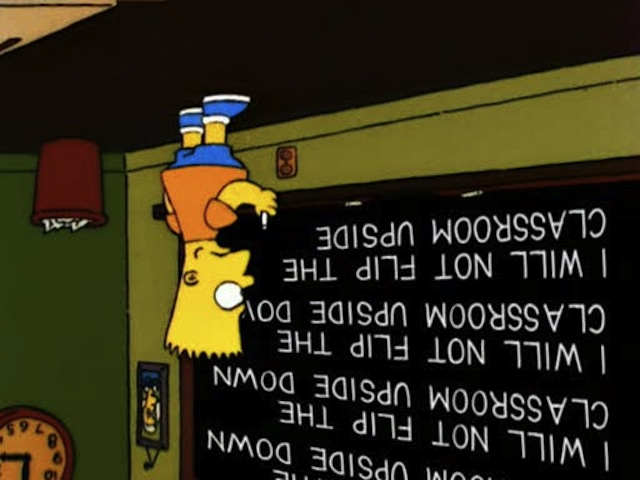 UPSIDE DOWN
I WILL NOT FLIP THE
CLASSROOM UPSIDE DOWN
I WILL NOT FLIP THE
CLASSROOM UPSIDE DO
I WILL NOT FLIP THE
CLASSROOM UPSIDE